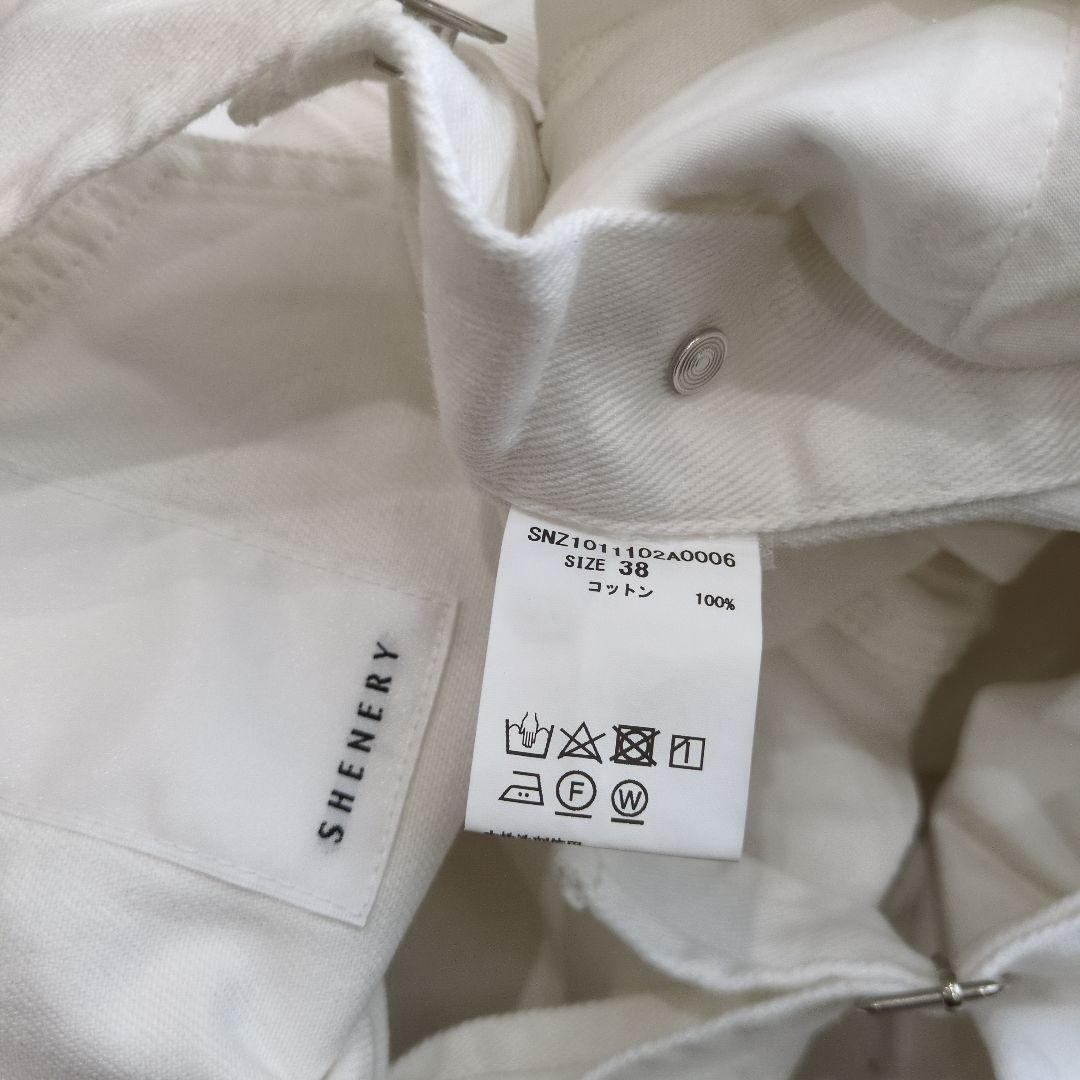 SNZ1011102A0006
SIZE 38
コットン 100%
F W
SHENERY